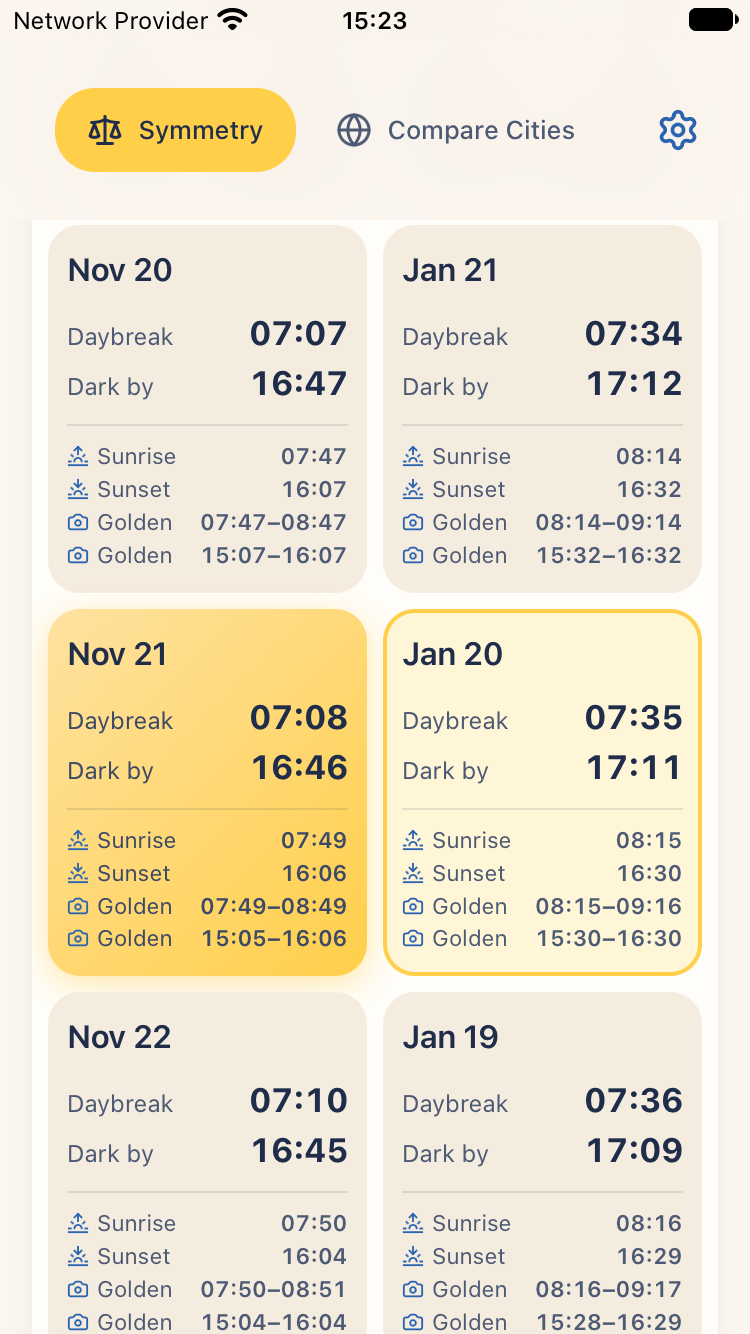 Network Provider 15:23
Symmetry Compare Cities
Nov 20
Daybreak 07:07
Dark by 16:47
Sunrise 07:47
Sunset 16:07
Golden 07:47–08:47
Golden 15:07–16:07
Jan 21
Daybreak 07:34
Dark by 17:12
Sunrise 08:14
Sunset 16:32
Golden 08:14–09:14
Golden 15:32–16:32
Nov 21
Daybreak 07:08
Dark by 16:46
Sunrise 07:49
Sunset 16:06
Golden 07:49–08:49
Golden 15:05–16:06
Jan 20
Daybreak 07:35
Dark by 17:11
Sunrise 08:15
Sunset 16:30
Golden 08:15–09:16
Golden 15:30–16:30
Nov 22
Daybreak 07:10
Dark by 16:45
Sunrise 07:50
Sunset 16:04
Golden 07:50–08:51
Golden 15:04–16:04
Jan 19
Daybreak 07:36
Dark by 17:09
Sunrise 08:16
Sunset 16:29
Golden 08:16–09:17
Golden 15:28–16:29